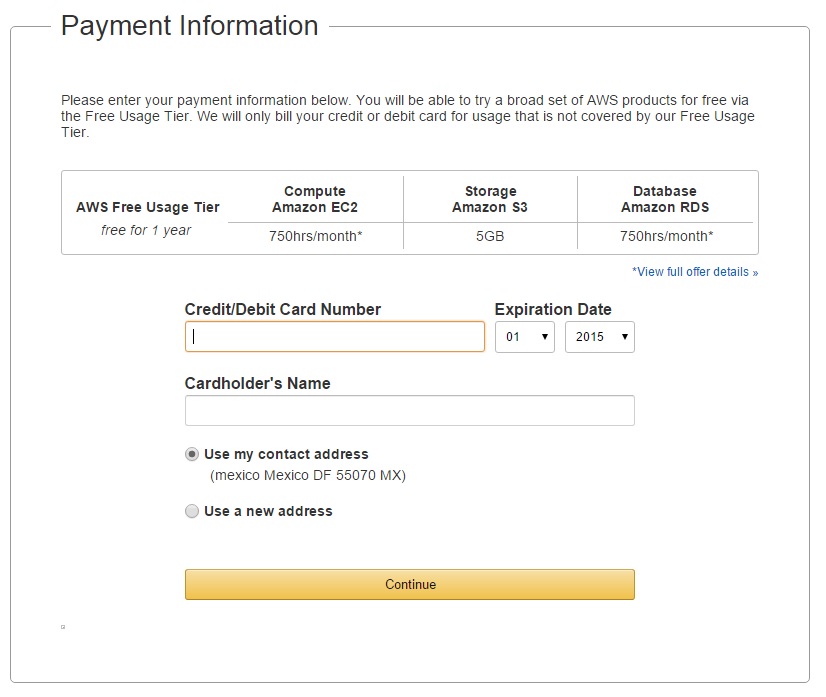 Payment Information
Please enter your payment information below. You will be able to try a broad set of AWS products for free via
the Free Usage Tier. We will only bill your credit or debit card for usage that is not covered by our Free Usage
Tier.
AWS Free Usage Tier
free for 1 year
Compute
Amazon EC2
750hrs/month*
Storage
Amazon S3
5GB
Database
Amazon RDS
750hrs/month*
*View full offer details »
Credit/Debit Card Number
Expiration Date
01
2015
Cardholder's Name
Use my contact address
(mexico Mexico DF 55070 MX)
Use a new address
Continue